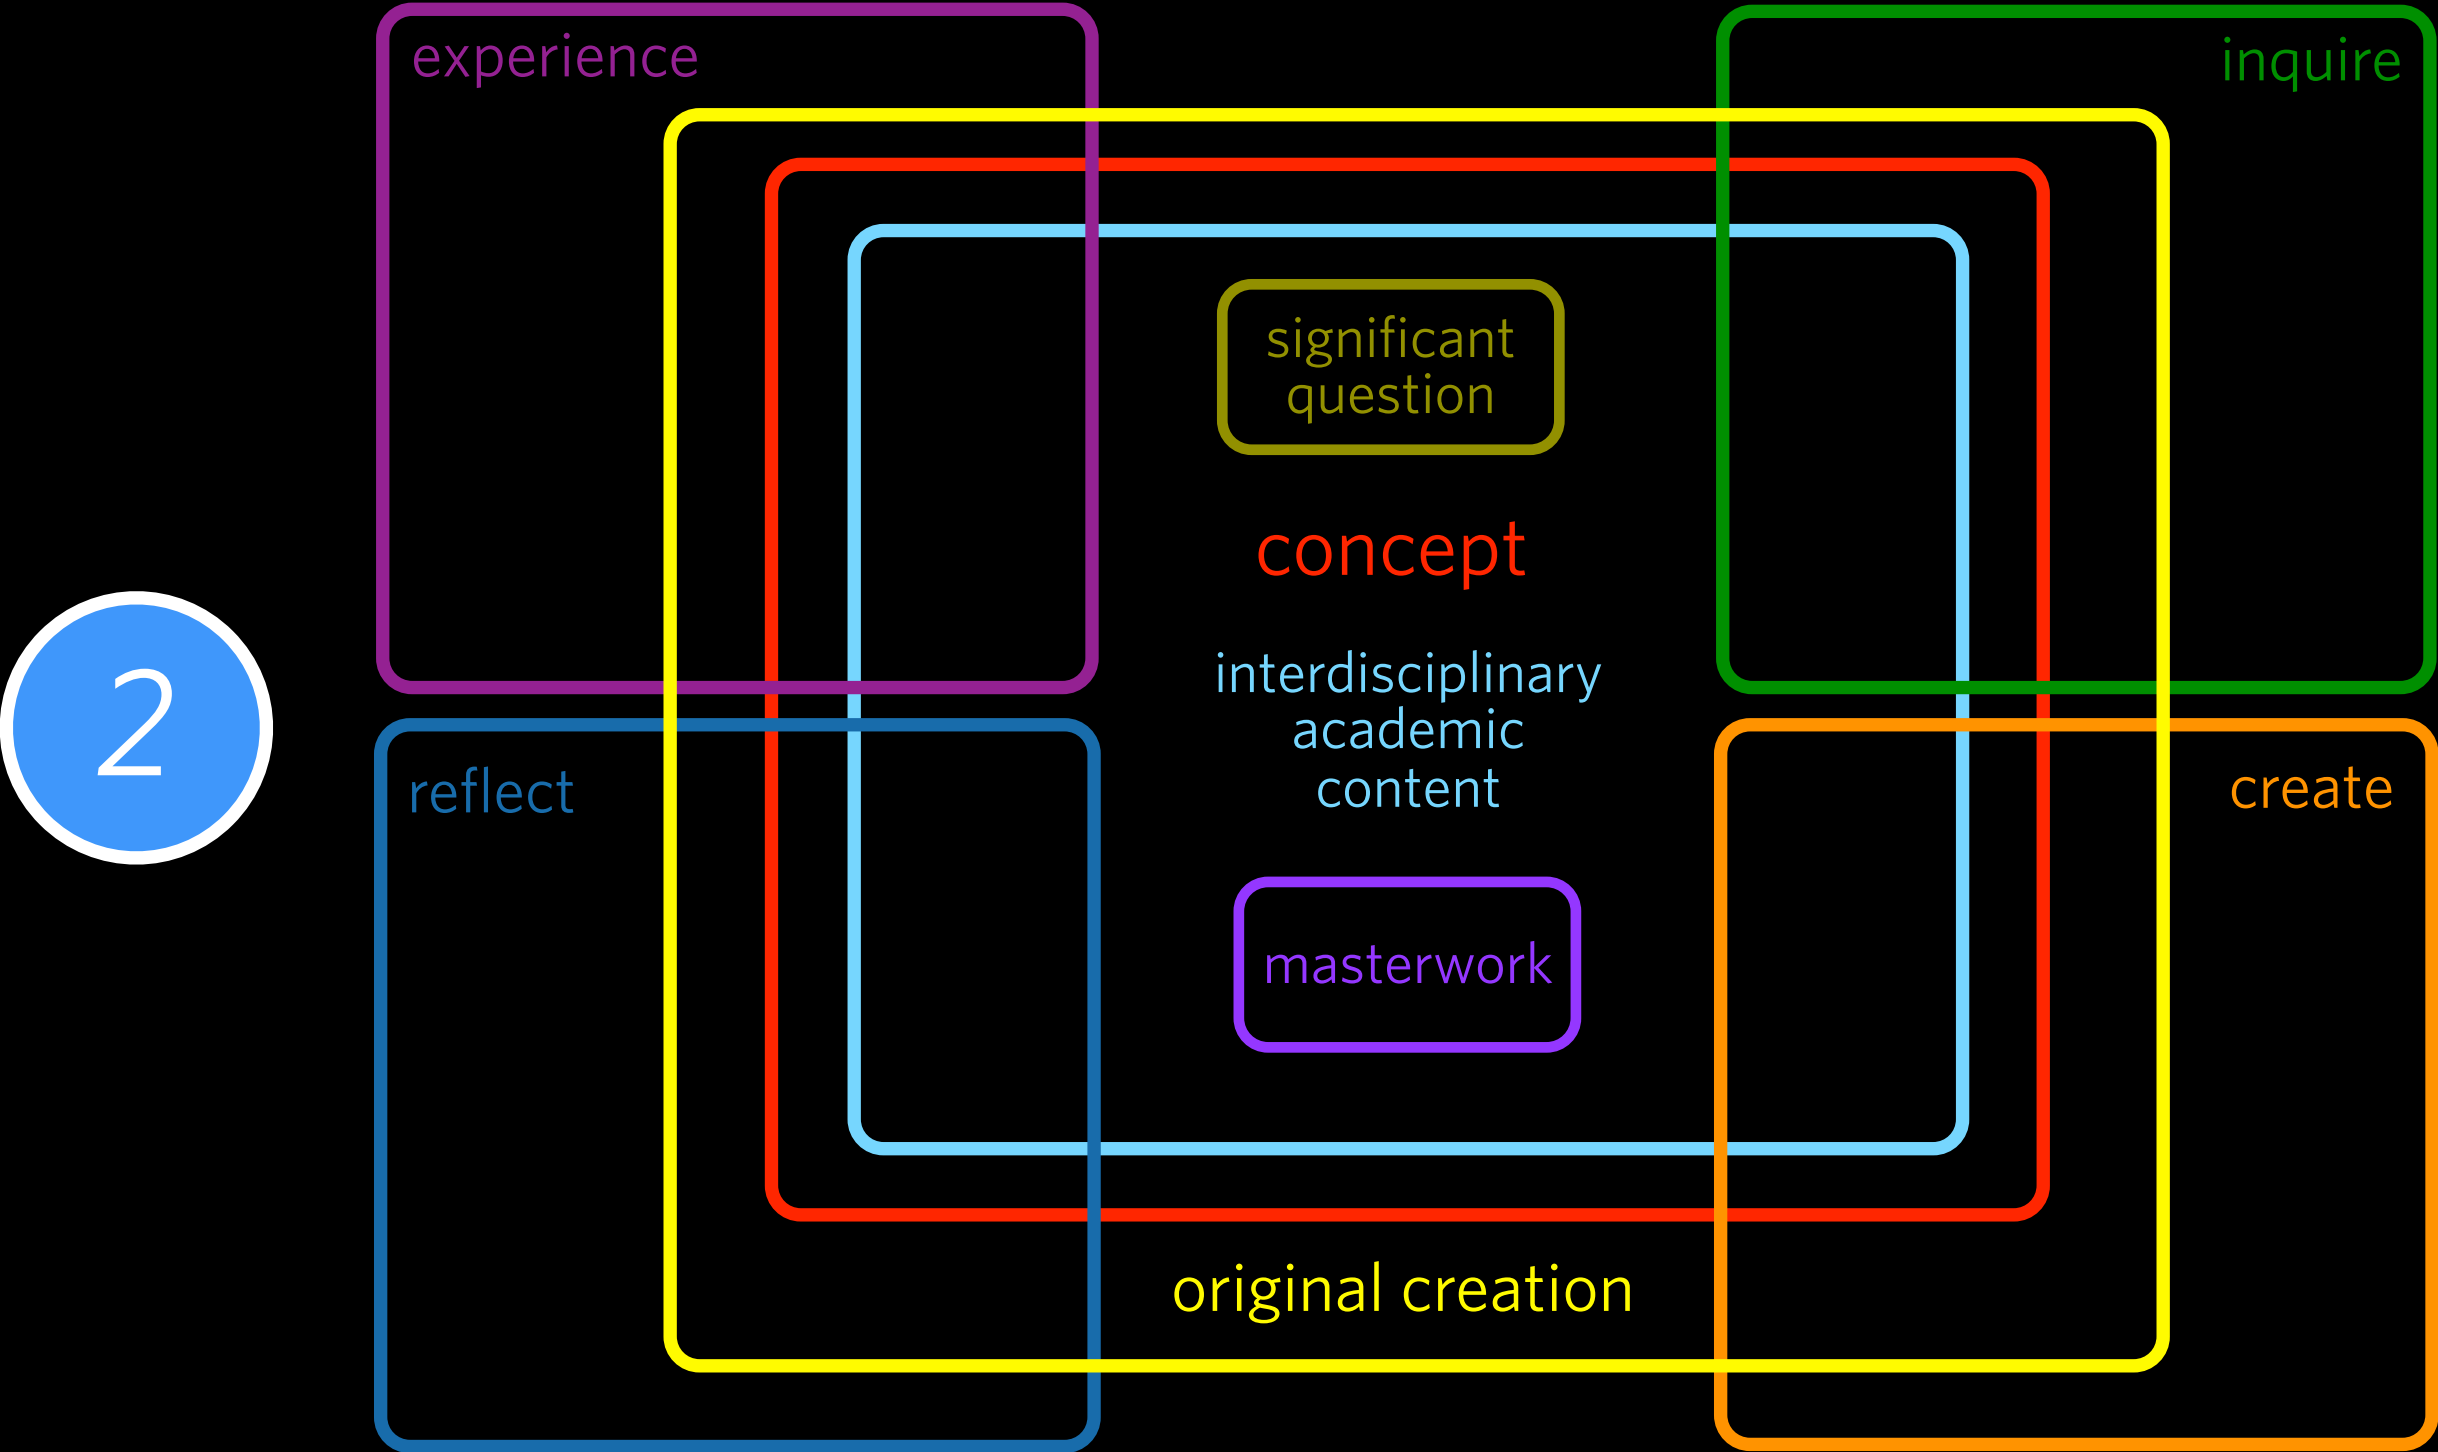 experience
inquire
significant
question
concept
interdisciplinary
academic
content
2
reflect
create
masterwork
original creation